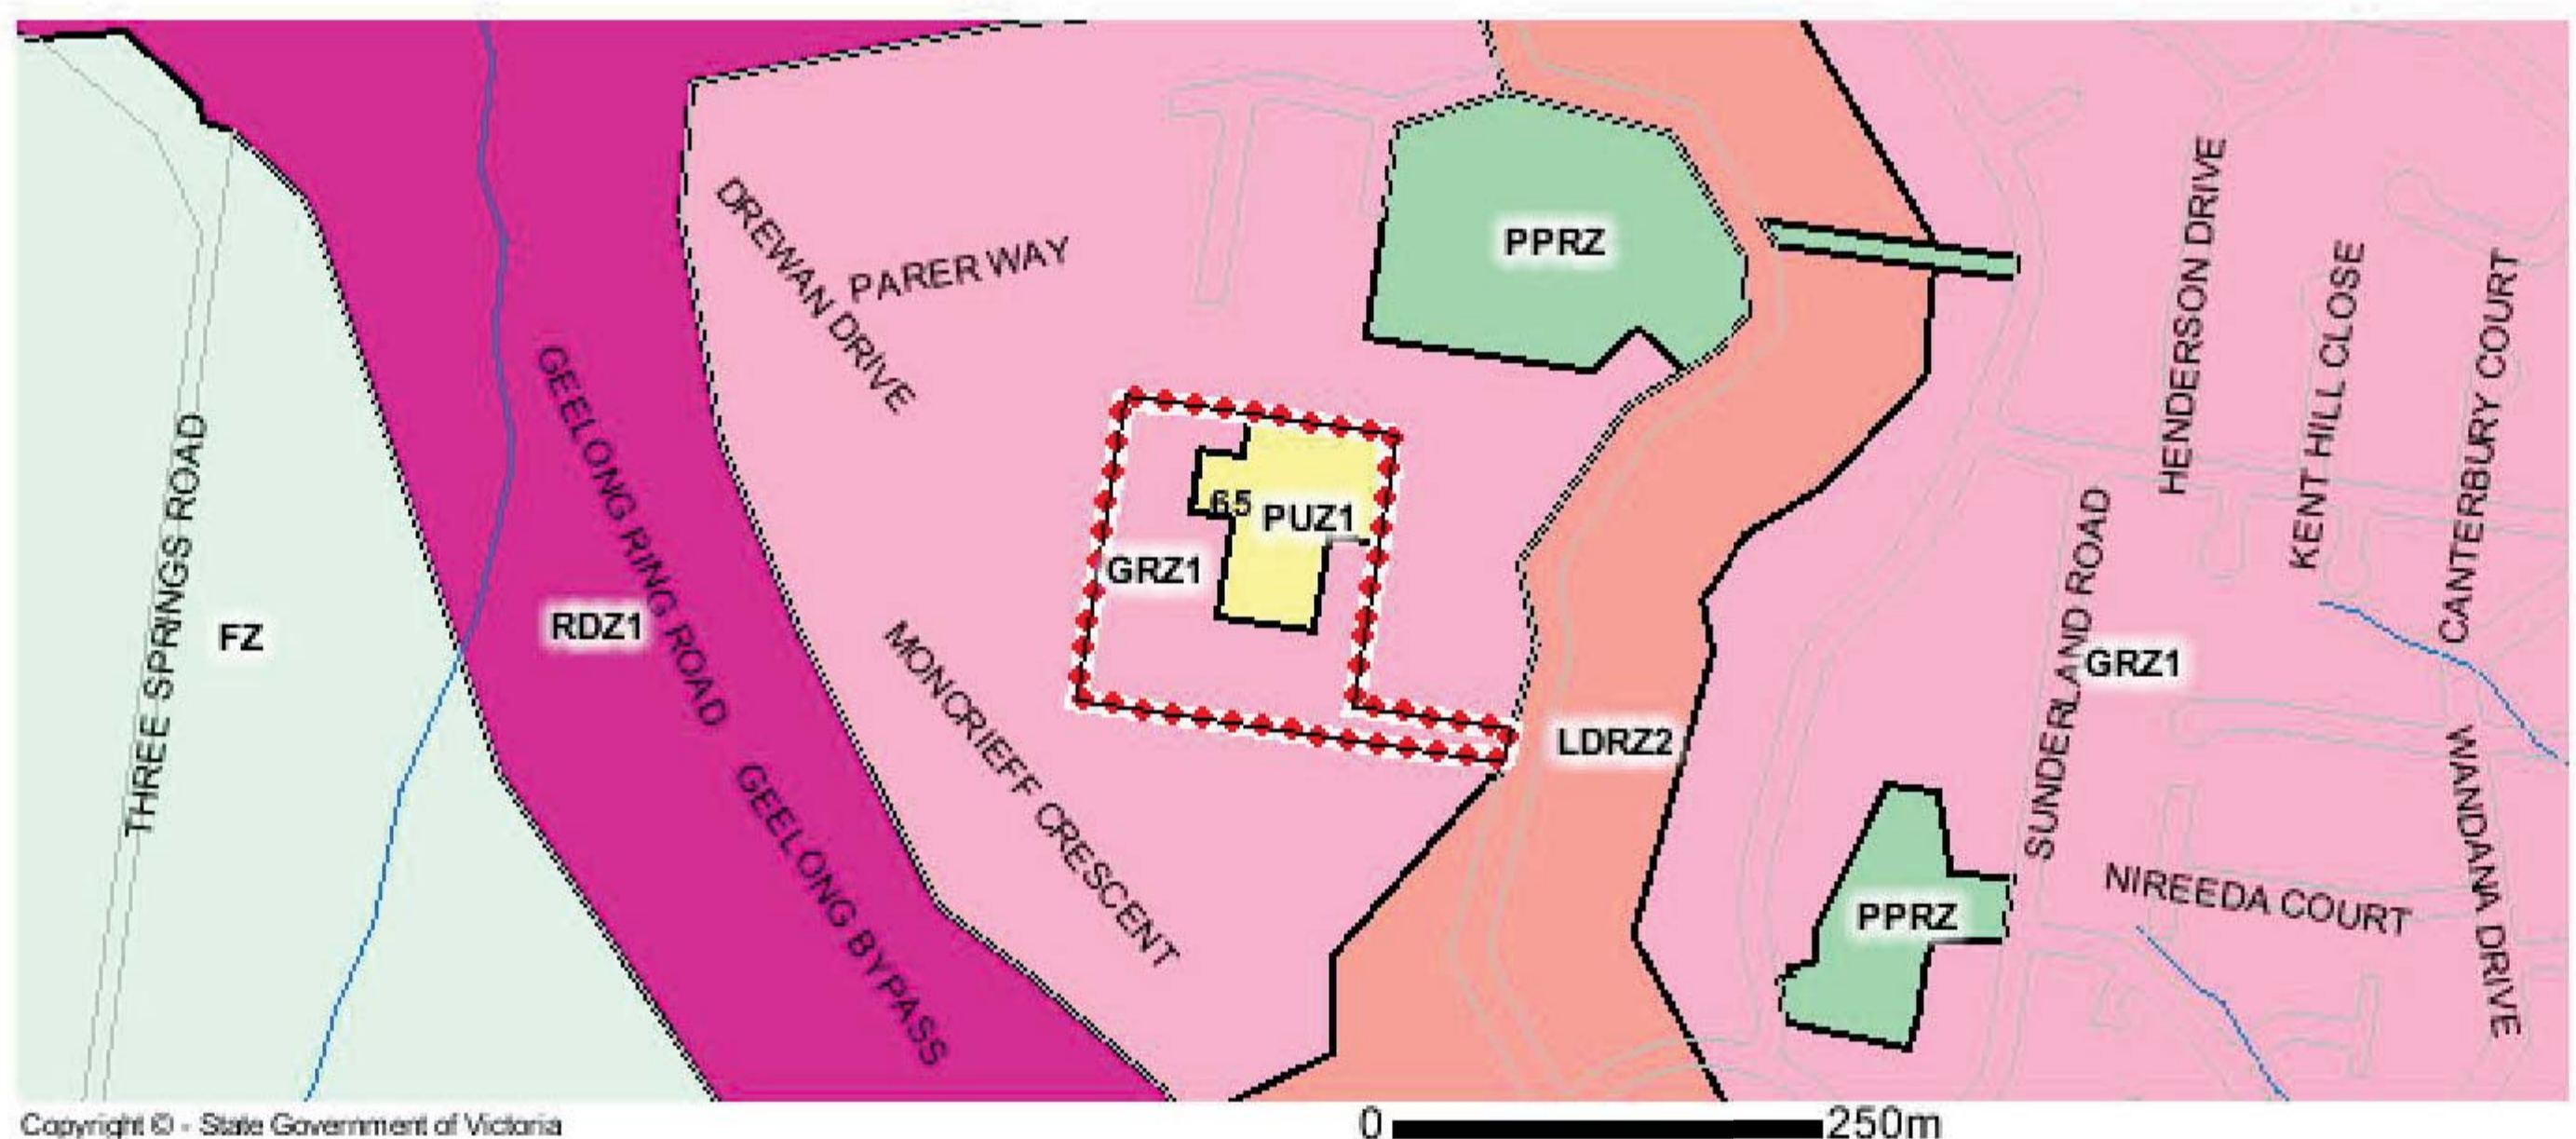 PPRZ
HENDERSON DRIVE
DREWAN DRIVE
PARER WAY
KENT HILL CLOSE
CANTERBURY COURT
GEELONG RING ROAD
65
PUZ1
GRZ1
THREE SPRINGS ROAD
FZ
RDZ1
MONCRIEFF CRESCENT
LDRZ2
SUNDERLAND ROAD
GRZ1
GEELONG BYPASS
PPRZ
NIREEDA COURT
WANDANA DRIVE
Copyright © - State Government of Victoria
0 250m